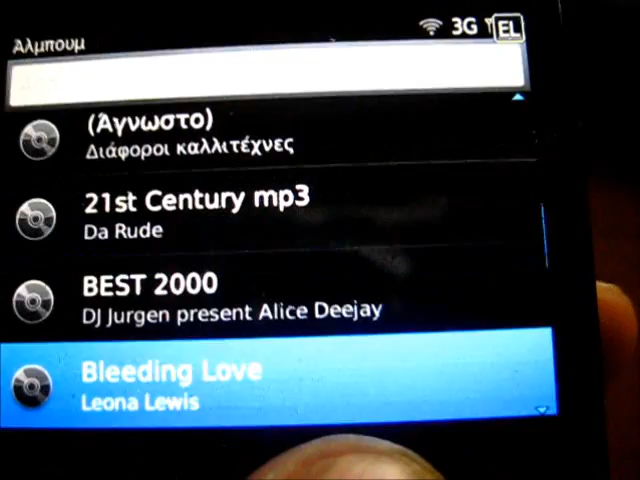 3G EL
Άλμπουμ
(Άγνωστο)
Διάφοροι καλλιτέχνες
21st Century mp3
Da Rude
BEST 2000
DJ Jurgen present Alice Deejay
Bleeding Love
Leona Lewis